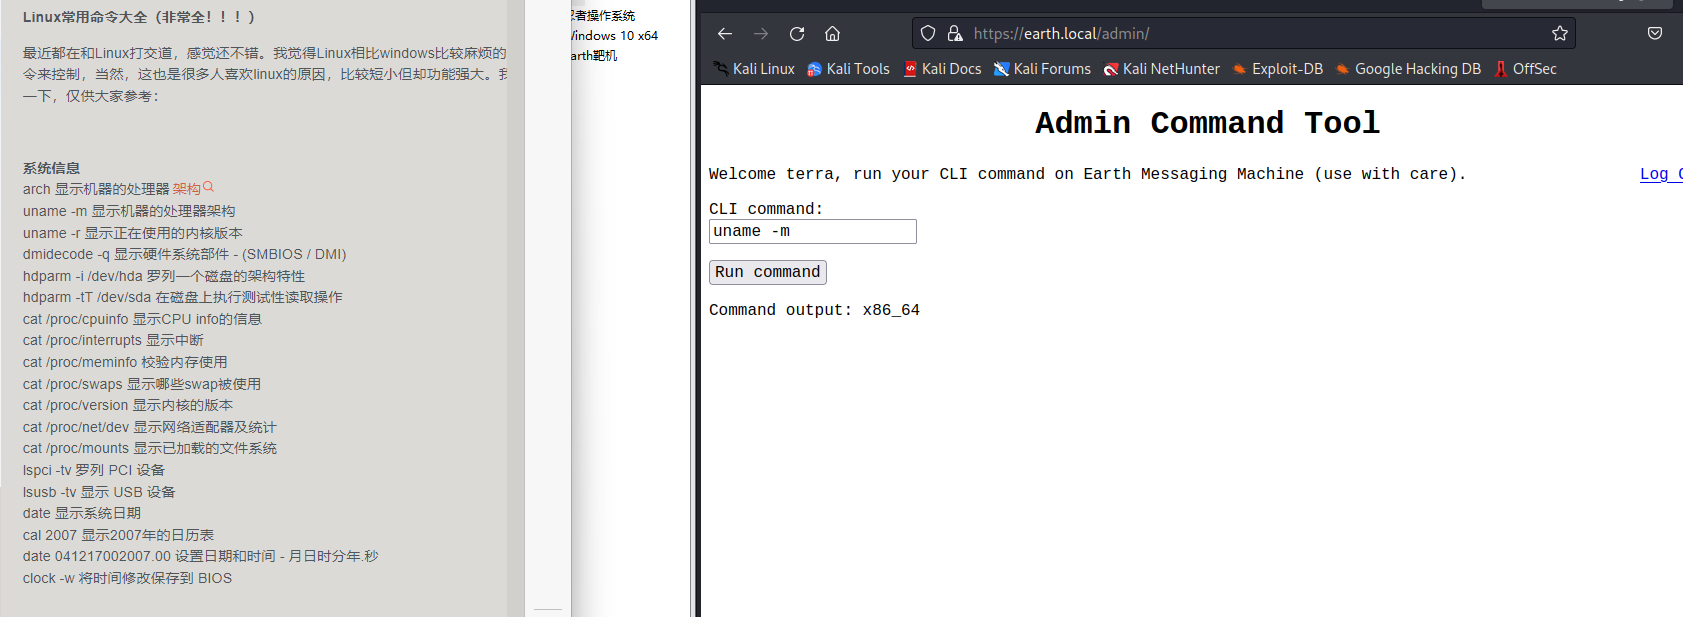 Linux常用命令大全（非常全！！！）
最近都在和Linux打交道，感觉还不错。我觉得Linux相比windows比较麻烦的
令来控制，当然，这也是很多人喜欢linux的原因，比较短小但却功能强大。我
一下，仅供大家参考：
系统信息
arch 显示机器的处理器架构
uname -m 显示机器的处理器架构
uname -r 显示正在使用的内核版本
dmidecode -q 显示硬件系统部件 - (SMBIOS / DMI)
hdparm -i /dev/hda 罗列一个磁盘的架构特性
hdparm -tT /dev/sda 在磁盘上执行测试性读取操作
cat /proc/cpuinfo 显示CPU info的信息
cat /proc/interrupts 显示中断
cat /proc/meminfo 校验内存使用
cat /proc/swaps 显示哪些swap被使用
cat /proc/version 显示内核的版本
cat /proc/net/dev 显示网络适配器及统计
cat /proc/mounts 显示已加载的文件系统
lspci -tv 罗列 PCI 设备
lsusb -tv 显示 USB 设备
date 显示系统日期
cal 2007 显示2007年的日历表
date 041217002007.00 设置日期和时间 - 月日时分年.秒
clock -w 将时间修改保存到 BIOS
忍者操作系统
Windows 10 x64
earth靶机
https://earth.local/admin/
Kali Linux Kali Tools Kali Docs Kali Forums Kali NetHunter Exploit-DB Google Hacking DB OffSec
Admin Command Tool
Welcome terra, run your CLI command on Earth Messaging Machine (use with care). Log
CLI command:
uname -m
Run command
Command output: x86_64